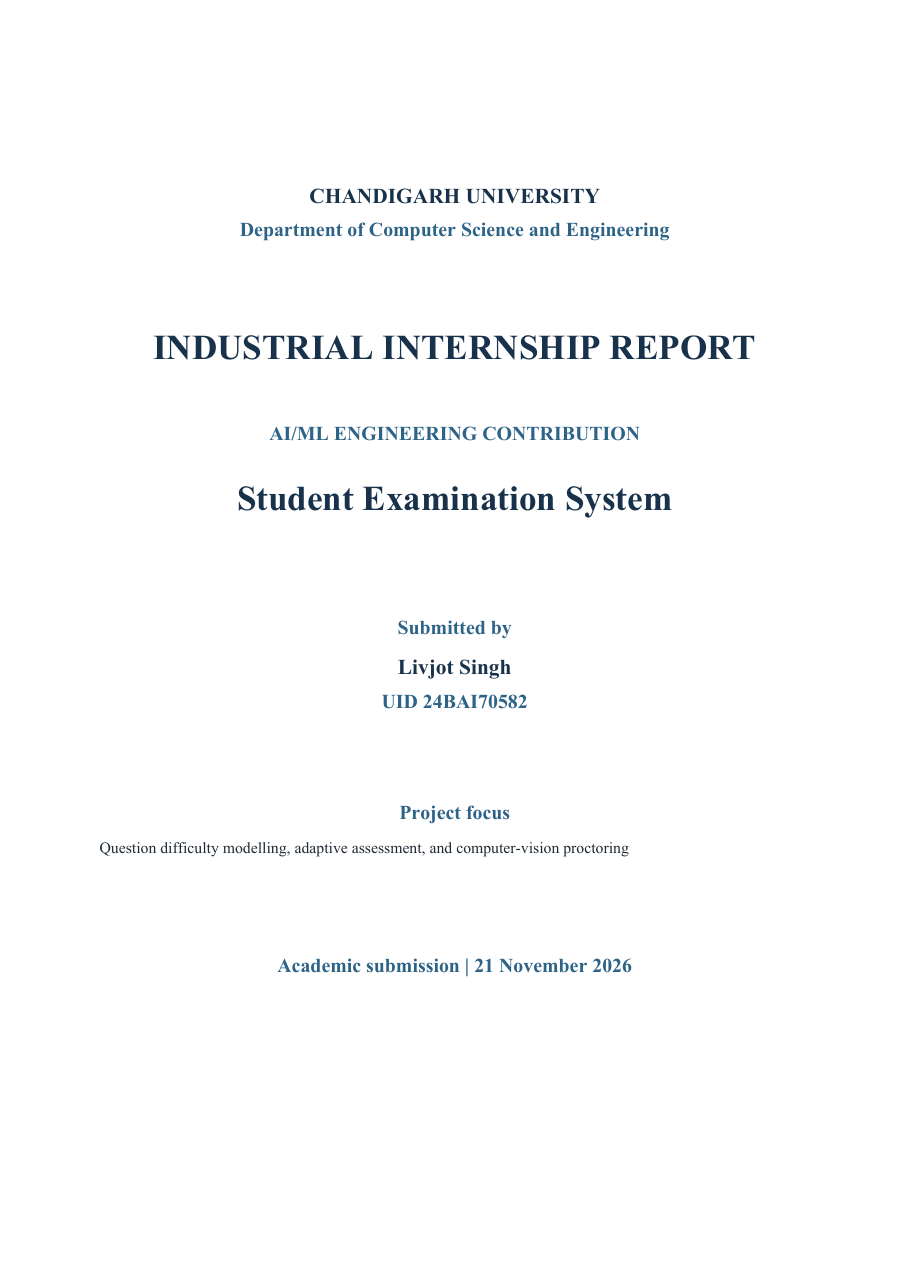 CHANDIGARH UNIVERSITY
Department of Computer Science and Engineering
INDUSTRIAL INTERNSHIP REPORT
AI/ML ENGINEERING CONTRIBUTION
Student Examination System
Submitted by
Livjot Singh
UID 24BAI70582
Project focus
Question difficulty modelling, adaptive assessment, and computer-vision proctoring
Academic submission | 21 November 2026